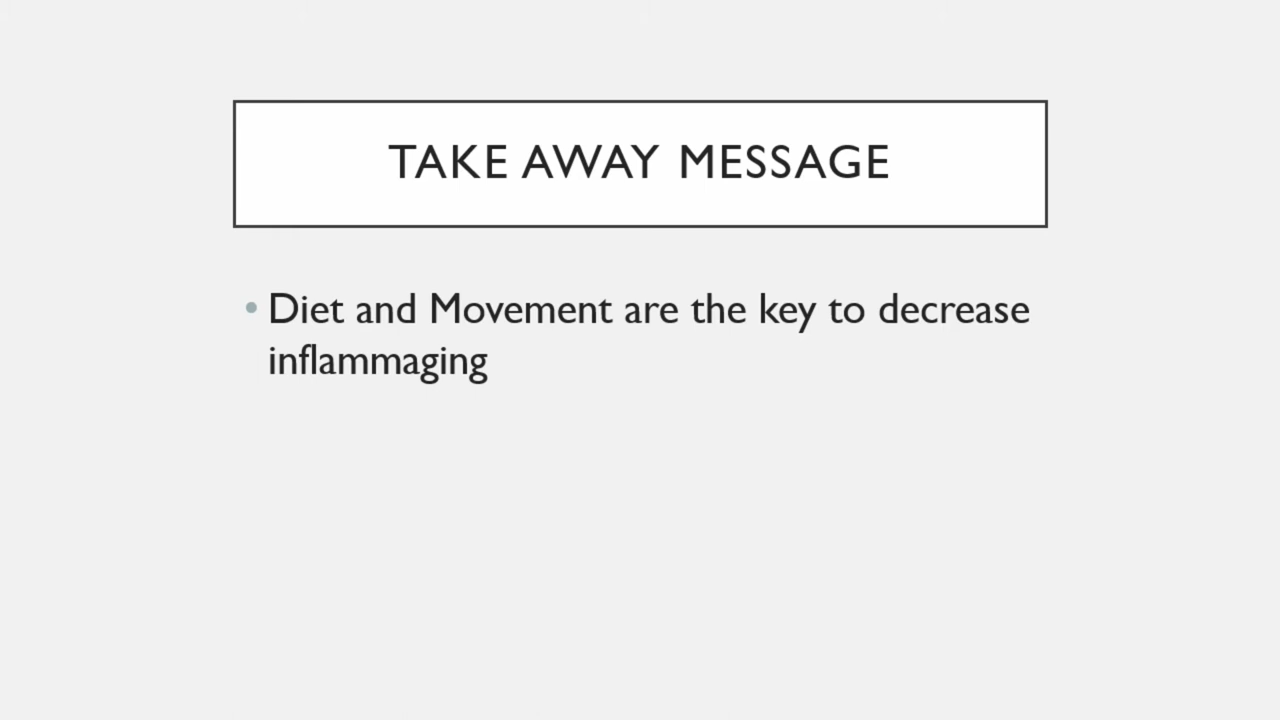 TAKE AWAY MESSAGE
• Diet and Movement are the key to decrease
inflammaging